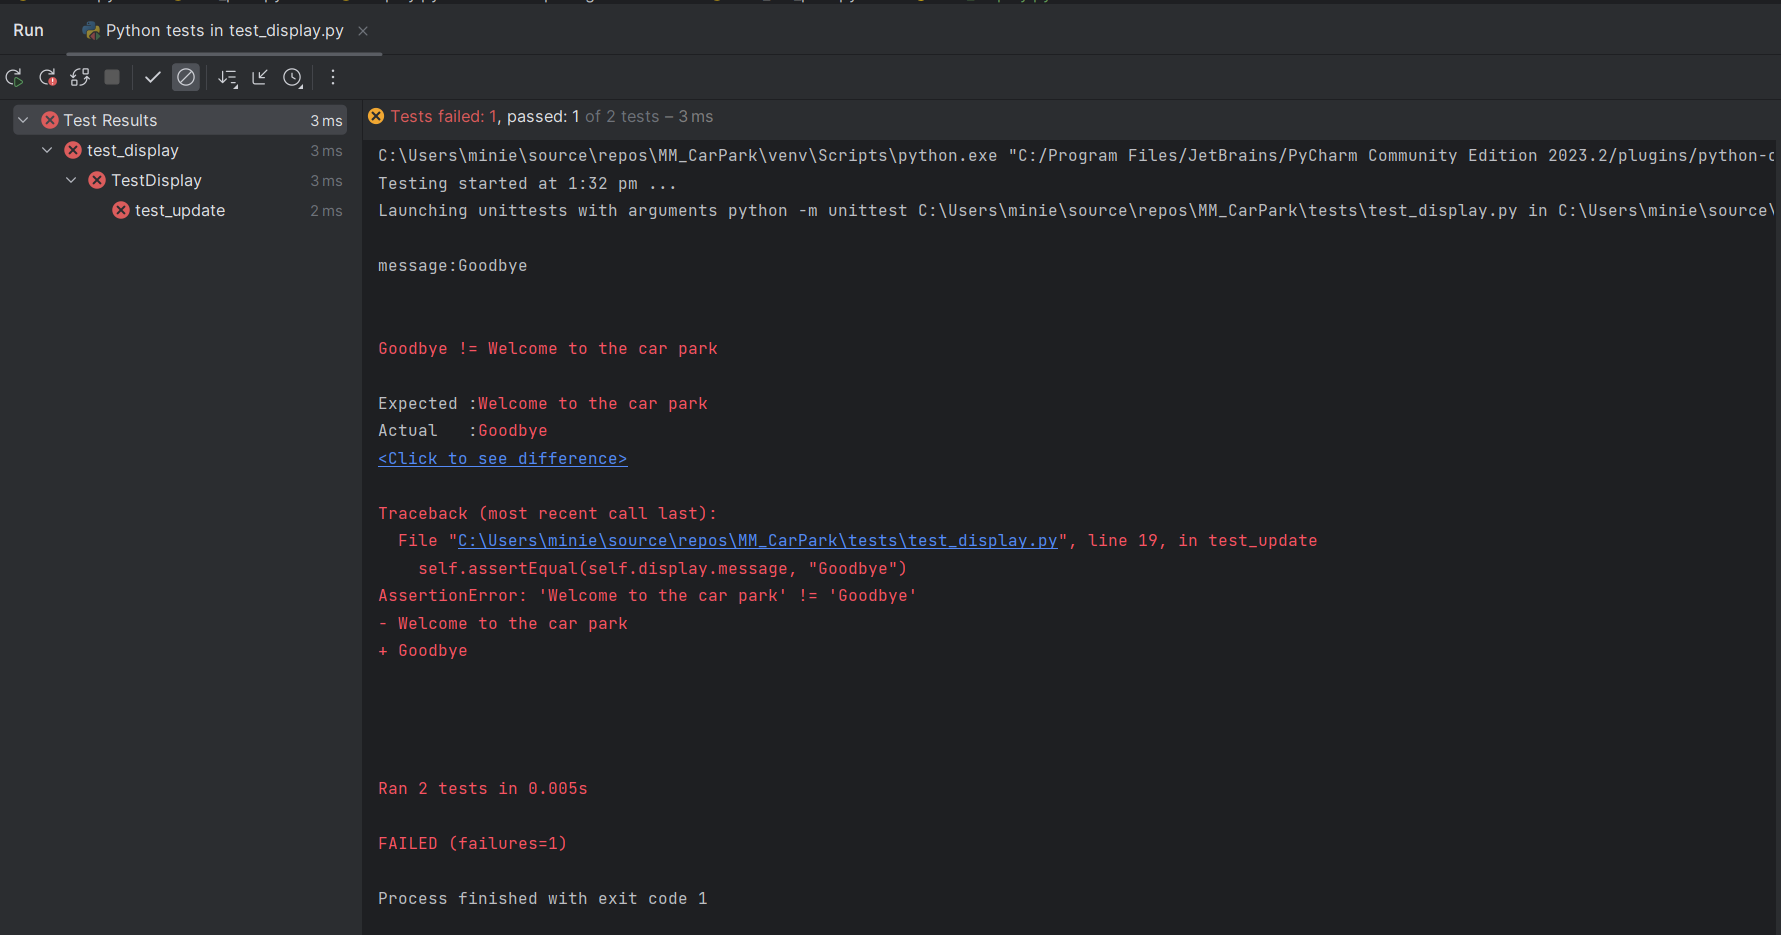 Run
Python tests in test_display.py
Test Results 3 ms
test_display 3 ms
TestDisplay 3 ms
test_update 2 ms
Tests failed: 1, passed: 1 of 2 tests – 3 ms
C:\Users\minie\source\repos\MM_CarPark\venv\Scripts\python.exe "C:/Program Files/JetBrains/PyCharm Community Edition 2023.2/plugins/python-
Testing started at 1:32 pm ...
Launching unittests with arguments python -m unittest C:\Users\minie\source\repos\MM_CarPark\tests\test_display.py in C:\Users\minie\source\
message:Goodbye
Goodbye != Welcome to the car park
Expected :Welcome to the car park
Actual   :Goodbye
<Click to see difference>
Traceback (most recent call last):
File "C:\Users\minie\source\repos\MM_CarPark\tests\test_display.py", line 19, in test_update
self.assertEqual(self.display.message, "Goodbye")
AssertionError: 'Welcome to the car park' != 'Goodbye'
- Welcome to the car park
+ Goodbye
Ran 2 tests in 0.005s
FAILED (failures=1)
Process finished with exit code 1